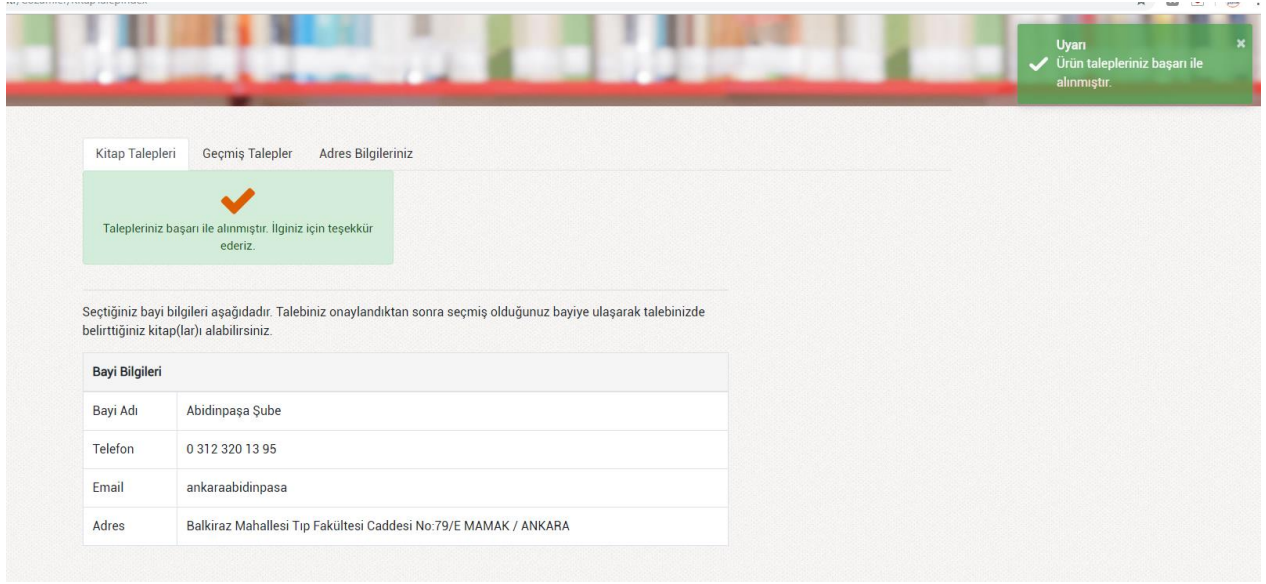 Uyarı
Ürün talepleriniz başarı ile
alınmıştır.
Kitap Talepleri
Geçmiş Talepler
Adres Bilgileriniz
Talepleriniz başarı ile alınmıştır. İlginiz için teşekkür
ederiz.
Seçtiğiniz bayi bilgileri aşağıdadır. Talebiniz onaylandıktan sonra seçmiş olduğunuz bayiye ulaşarak talebinizde
belirttiğiniz kitap(lar)ı alabilirsiniz.
Bayi Bilgileri
Bayi Adı Abidinpaşa Şube
Telefon 0 312 320 13 95
Email ankaraabidinpasa
Adres Balkiraz Mahallesi Tıp Fakültesi Caddesi No:79/E MAMAK / ANKARA